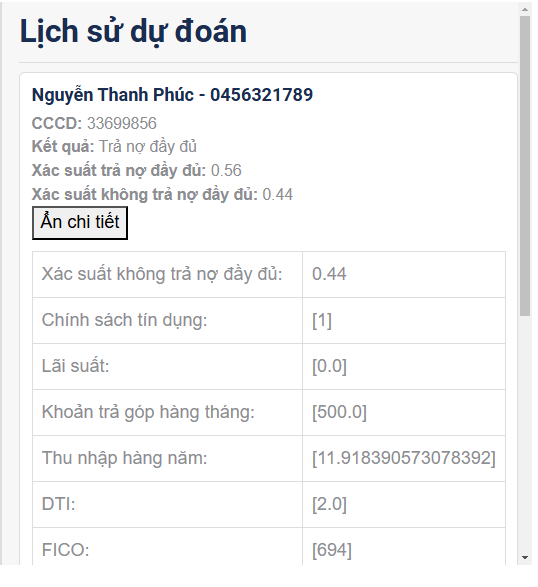 Lịch sử dự đoán
Nguyễn Thanh Phúc - 0456321789
CCCD: 33699856
Kết quả: Trả nợ đầy đủ
Xác suất trả nợ đầy đủ: 0.56
Xác suất không trả nợ đầy đủ: 0.44
Ẩn chi tiết
Xác suất không trả nợ đầy đủ: 0.44
Chính sách tín dụng: [1]
Lãi suất: [0.0]
Khoản trả góp hàng tháng: [500.0]
Thu nhập hàng năm: [11.918390573078392]
DTI: [2.0]
FICO: [694]